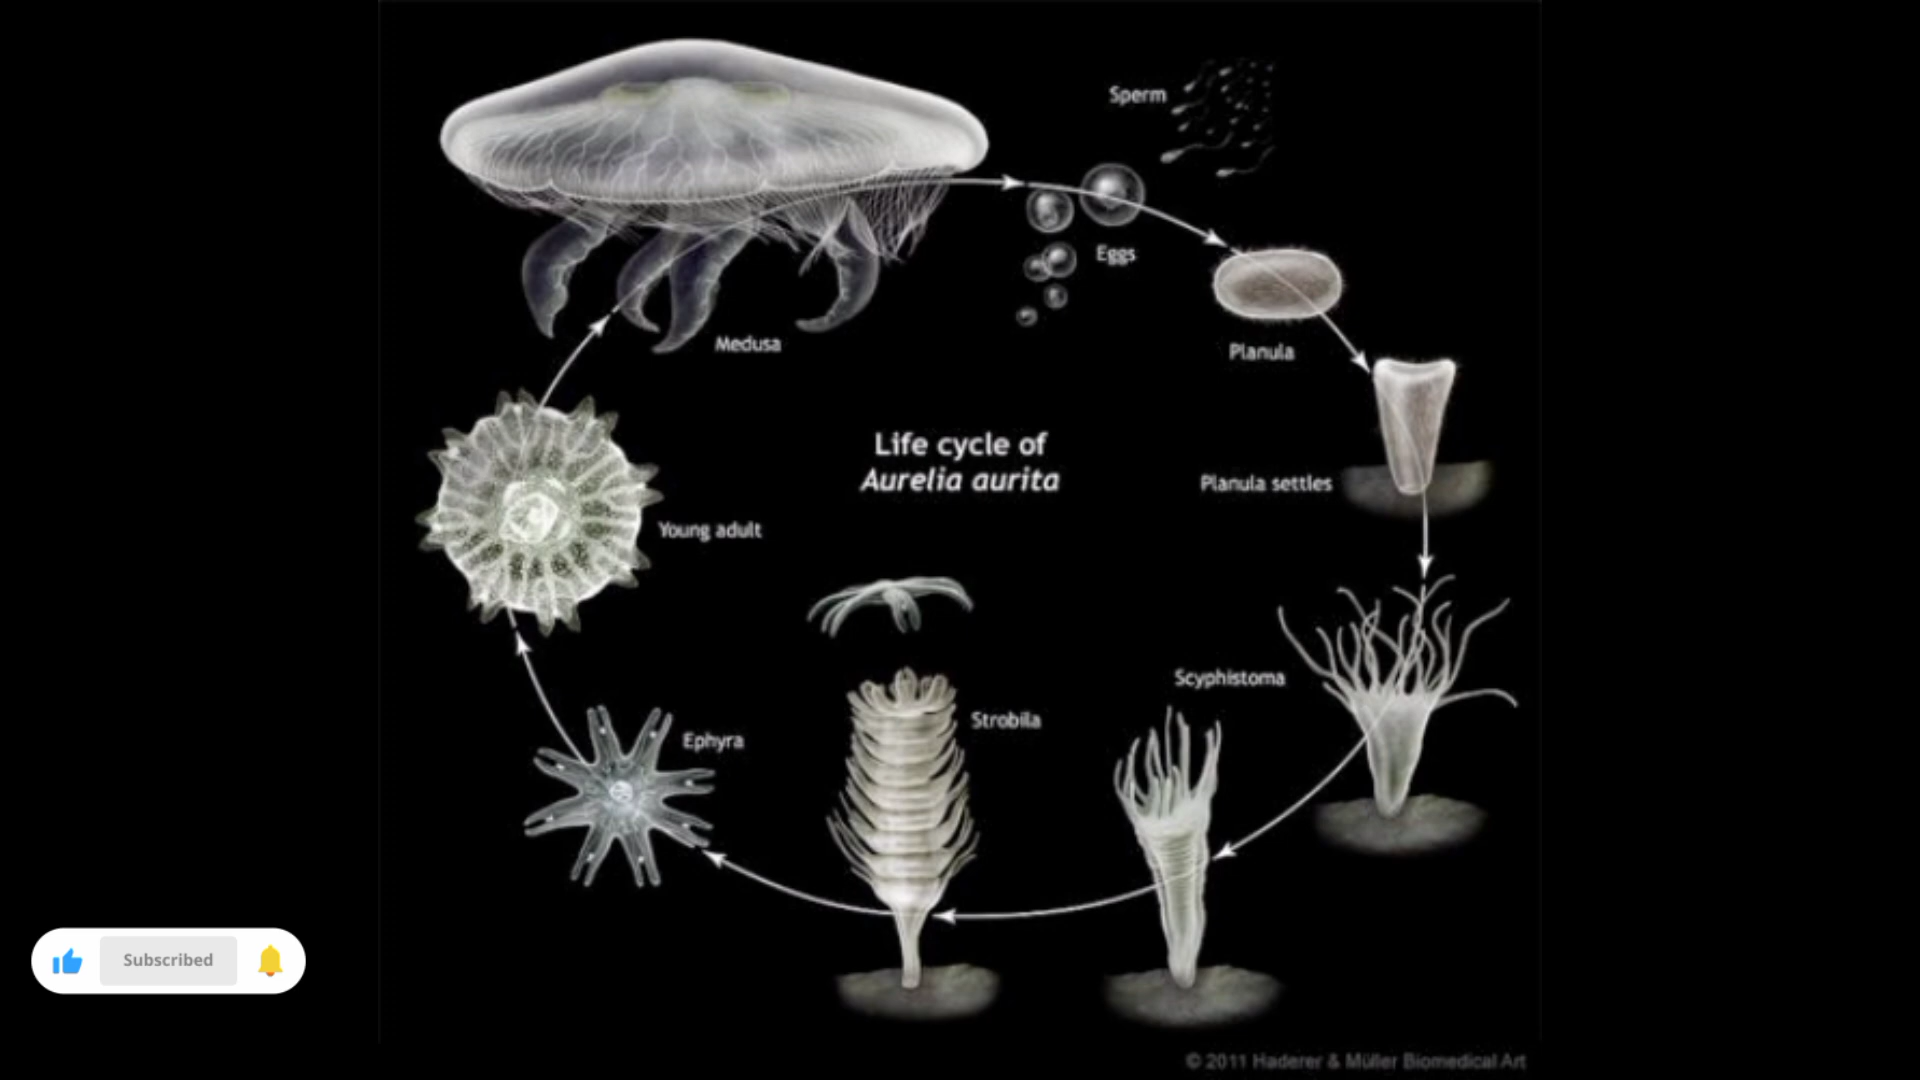 Sperm
Eggs
Medusa
Planula
Life cycle of
Aurelia aurita
Planula settles
Young adult
Scyphistoma
Strobila
Ephyra
Subscribed
© 2011 Haderer & Müller Biomedical Art